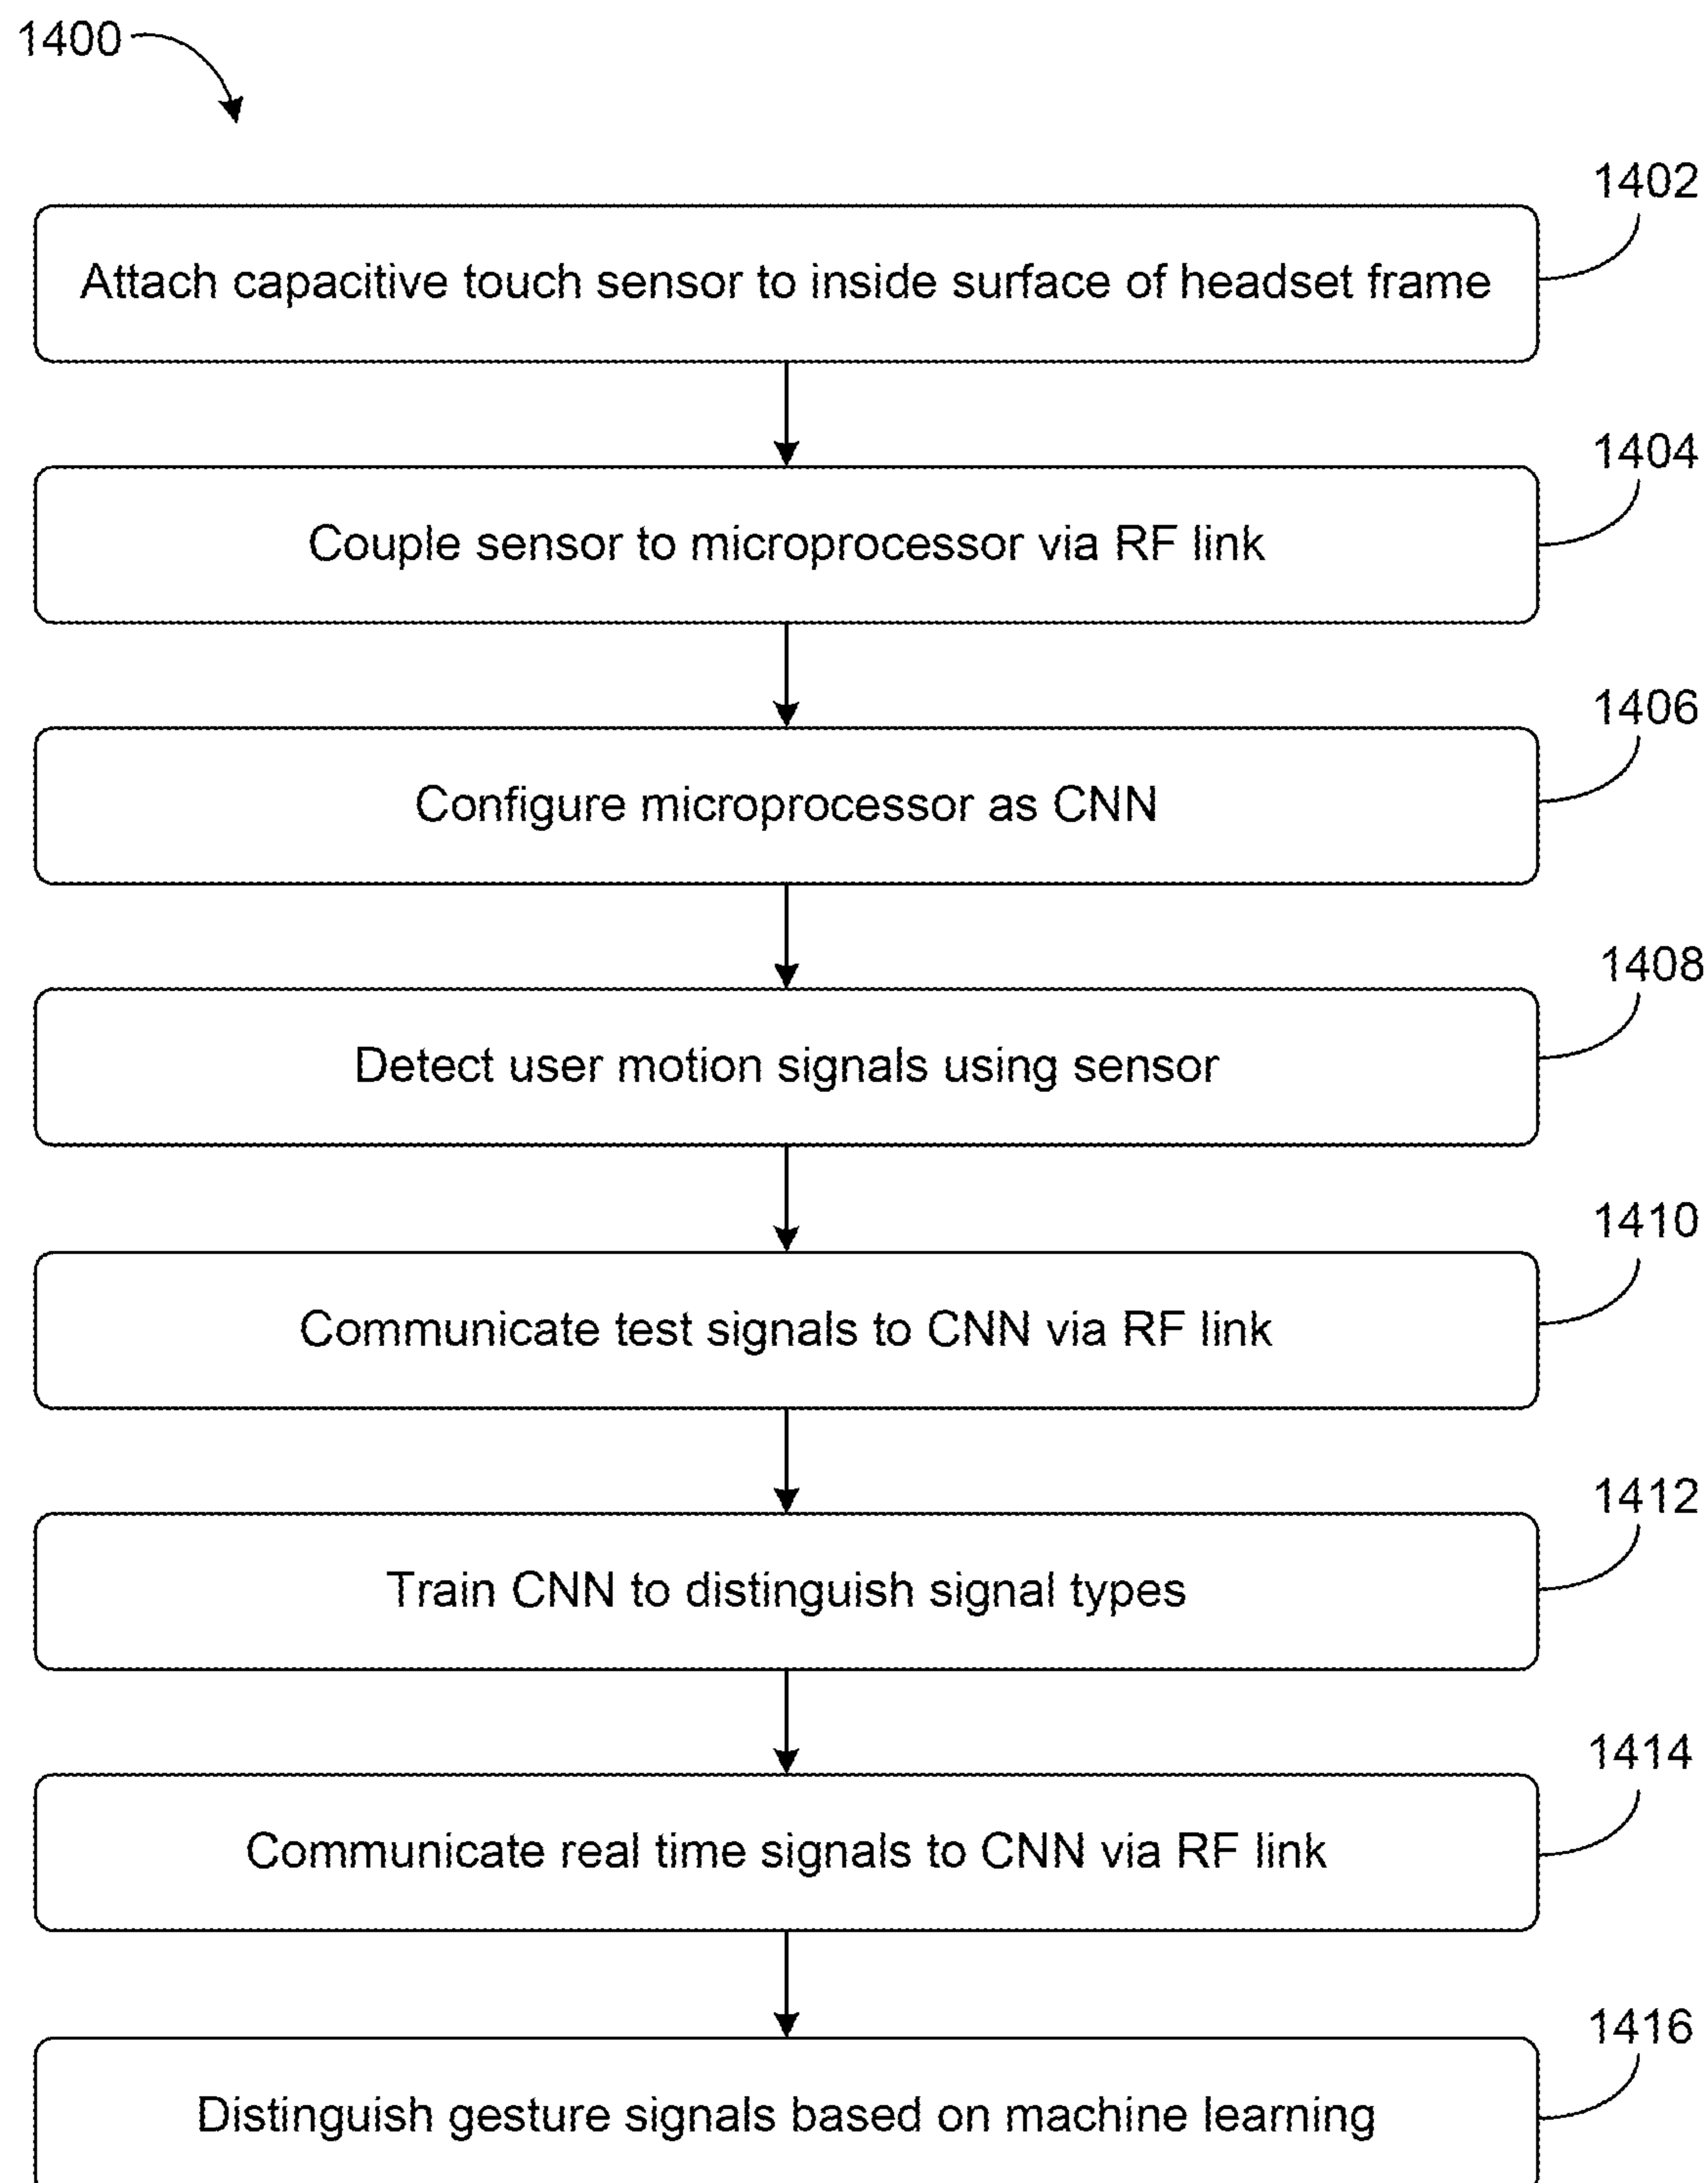 1400
1402
Attach capacitive touch sensor to inside surface of headset frame
1404
Couple sensor to microprocessor via RF link
1406
Configure microprocessor as CNN
1408
Detect user motion signals using sensor
1410
Communicate test signals to CNN via RF link
1412
Train CNN to distinguish signal types
1414
Communicate real time signals to CNN via RF link
1416
Distinguish gesture signals based on machine learning